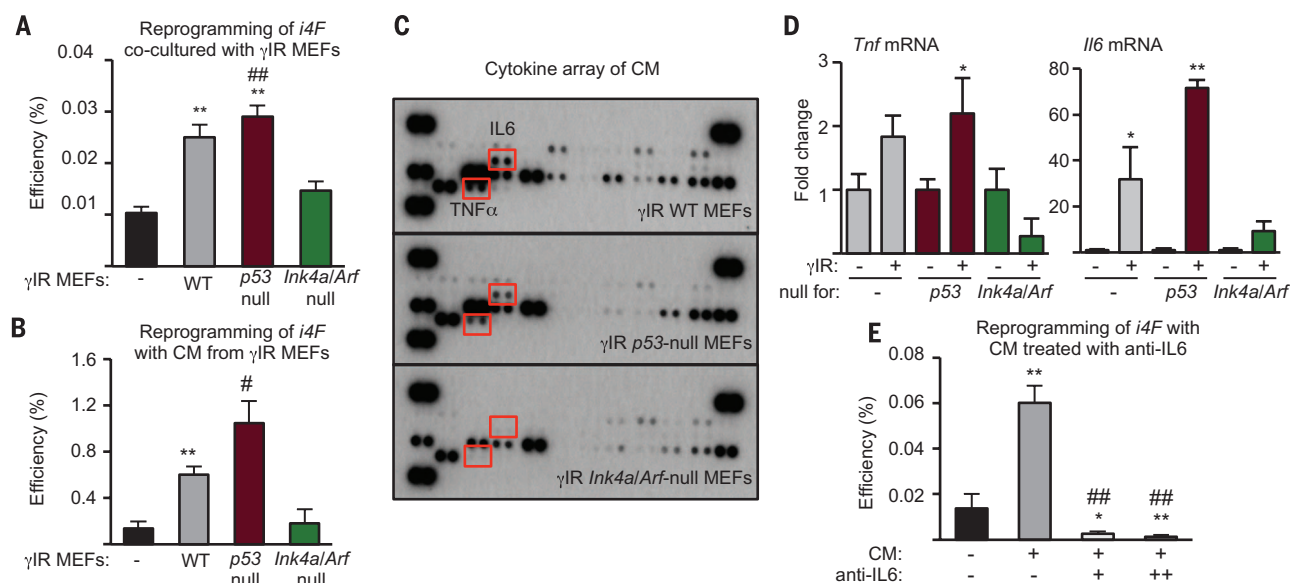 A
Reprogramming of i4F
co-cultured with γIR MEFs
Efficiency (%)
0.04
0.03
0.02
0.01
##
**
**
γIR MEFs:
-
WT
p53
null
Ink4a/Arf
null
B
Reprogramming of i4F
with CM from γIR MEFs
Efficiency (%)
1.6
1.2
0.8
0.4
**
#
γIR MEFs:
-
WT
p53
null
Ink4a/Arf
null
C
Cytokine array of CM
IL6
TNFα
γIR WT MEFs
γIR p53-null MEFs
γIR Ink4a/Arf-null MEFs
D
Tnf mRNA
Fold change
3
2
1
*
γIR:
- + - + - +
null for:
- p53 Ink4a/Arf
Il6 mRNA
80
60
40
20
0
*
**
- + - + - +
- p53 Ink4a/Arf
E
Reprogramming of i4F with
CM treated with anti-IL6
Efficiency (%)
0.08
0.06
0.04
0.02
**
## ##
* **
CM: - + + +
anti-IL6: - - + ++